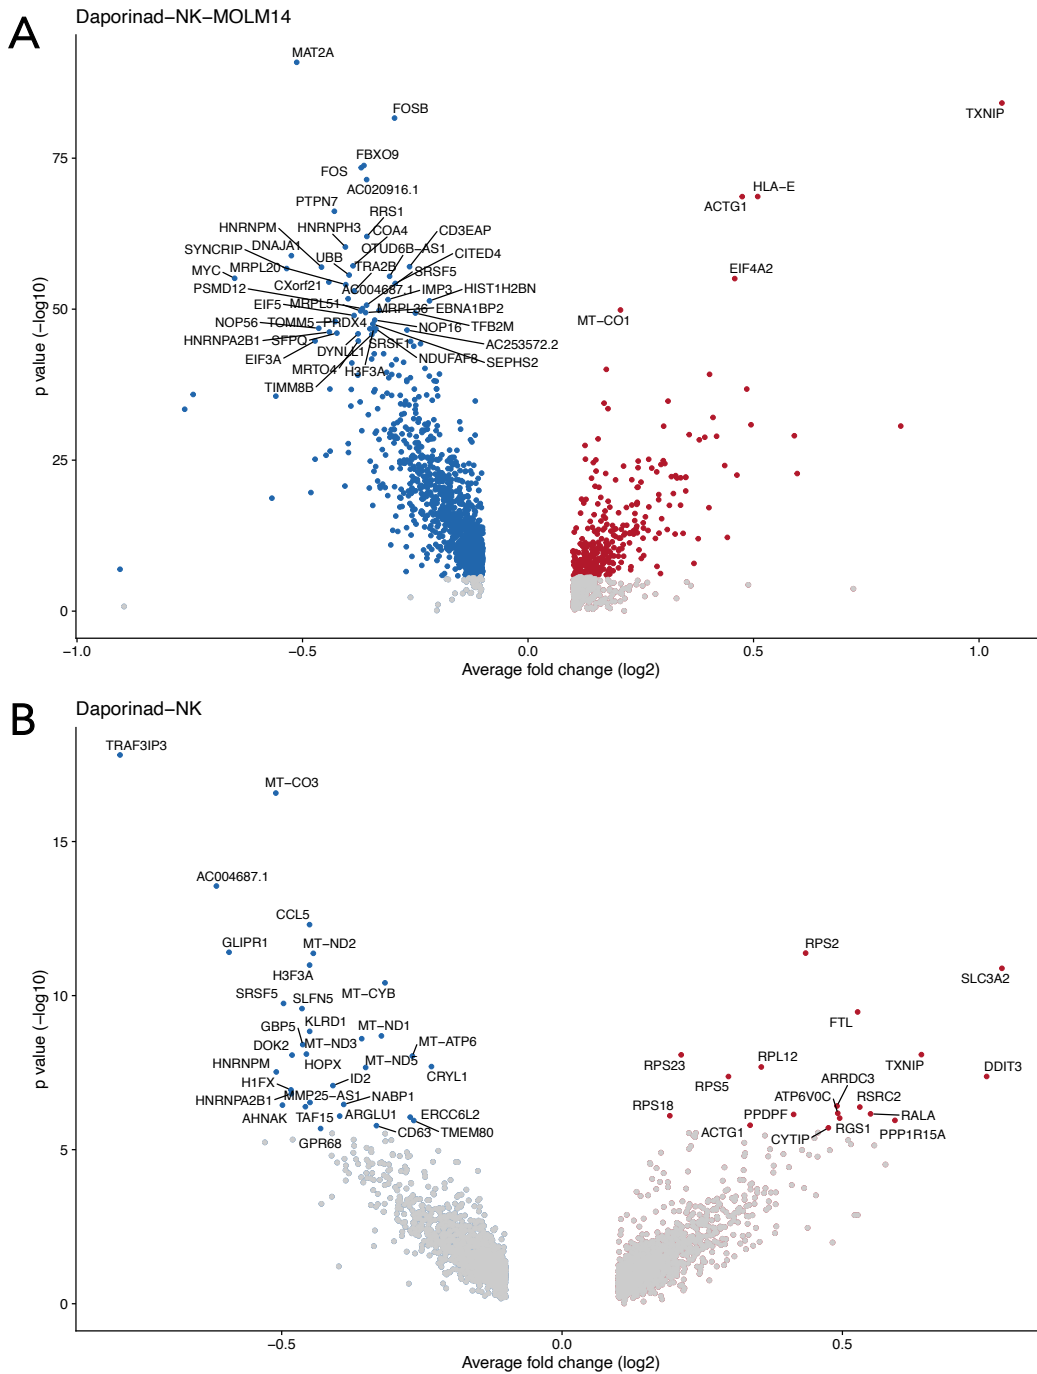 A
Daporinad−NK−MOLM14
MAT2A
FOSB
TXNIP
75
FBXO9
FOS
AC020916.1
HLA−E
ACTG1
PTPN7
RRS1
HNRNPM
HNRNPH3
COA4
CD3EAP
SYNCRIP
DNAJA1
OTUD6B−AS1
CITED4
UBB
MYC
MRPL20
TRA2B
SRSF5
EIF4A2
PSMD12
CXorf21
AC004687.1
IMP3
HIST1H2BN
50
EIF5
MRPL51
MRPL36
EBNA1BP2
MT−CO1
NOP56
TOMM5
PRDX4
NOP16
TFB2M
HNRNPA2B1
SFPQ
SRSF1
AC253572.2
EIF3A
DYNLL1
NDUFAF8
SEPHS2
MRTO4
H3F3A
TIMM8B
p value (−log10)
25
0
−1.0
−0.5
0.0
0.5
1.0
Average fold change (log2)
B
Daporinad−NK
TRAF3IP3
MT−CO3
15
AC004687.1
CCL5
GLIPR1
MT−ND2
RPS2
H3F3A
SLC3A2
10
SRSF5
SLFN5
MT−CYB
GBP5
KLRD1
MT−ND1
FTL
DOK2
MT−ND3
MT−ATP6
HNRNPM
HOPX
MT−ND5
CRYL1
RPS23
RPL12
TXNIP
DDIT3
H1FX
ID2
RPS5
ARRDC3
HNRNPA2B1
MMP25−AS1
NABP1
RPS18
ATP6V0C
RSRC2
AHNAK
TAF15
ARGLU1
ERCC6L2
PPDPF
RALA
GPR68
CD63
TMEM80
ACTG1
CYTIP
RGS1
PPP1R15A
p value (−log10)
5
0
−0.5
0.0
0.5
Average fold change (log2)